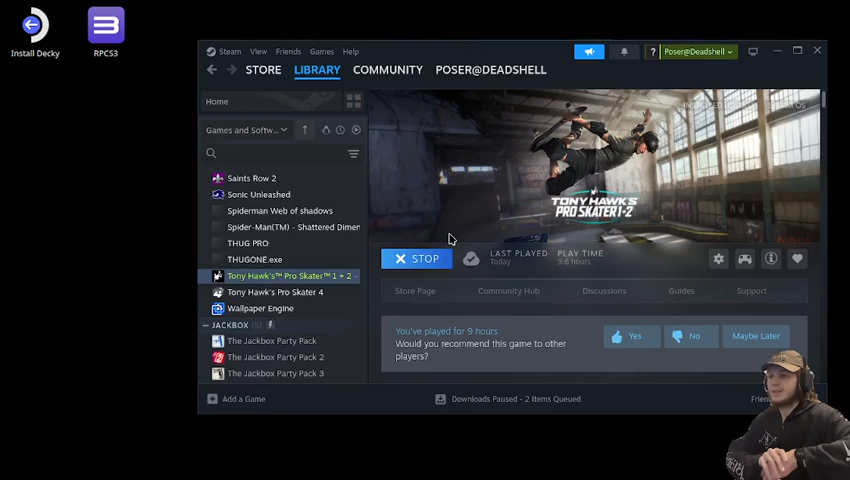 Install Decky
RPCS3
Steam View Friends Games Help
? Poser@Deadshell
STORE LIBRARY COMMUNITY POSER@DEADSHELL
Home
Games and Softw...
Saints Row 2
Sonic Unleashed
Spiderman Web of shadows
Spider-Man(TM) - Shattered Dimen
THUG PRO
THUGONE.exe
Tony Hawk's™ Pro Skater™ 1 + 2 -
Tony Hawk's Pro Skater 4
Wallpaper Engine
JACKBOX (5)
The Jackbox Party Pack
The Jackbox Party Pack 2
The Jackbox Party Pack 3
TONY HAWK'S
PRO SKATER 1+2
STOP
LAST PLAYED
Today
PLAY TIME
9.6 hours
Store Page Community Hub Discussions Guides Support
You've played for 9 hours
Would you recommend this game to other
players?
Yes No Maybe Later
Add a Game
Downloads Paused - 2 Items Queued